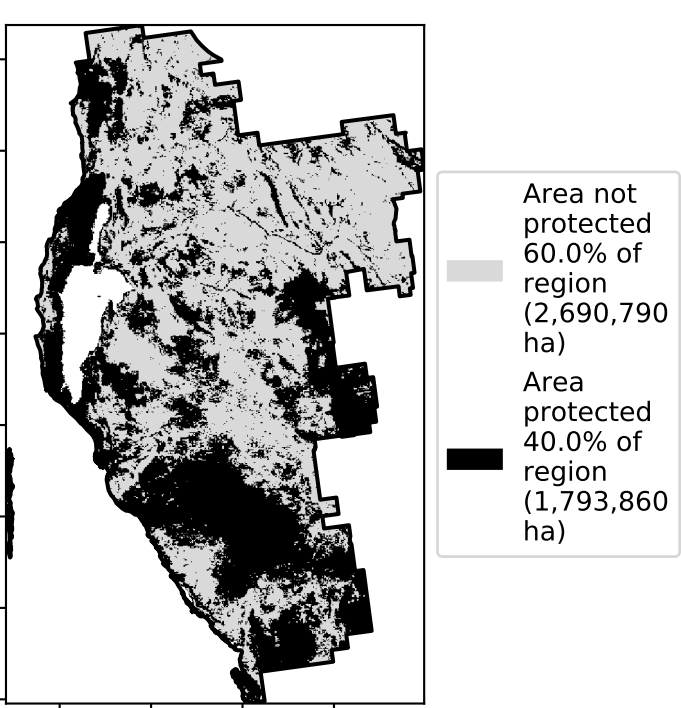 Area not
protected
60.0% of
region
(2,690,790
ha)
Area
protected
40.0% of
region
(1,793,860
ha)